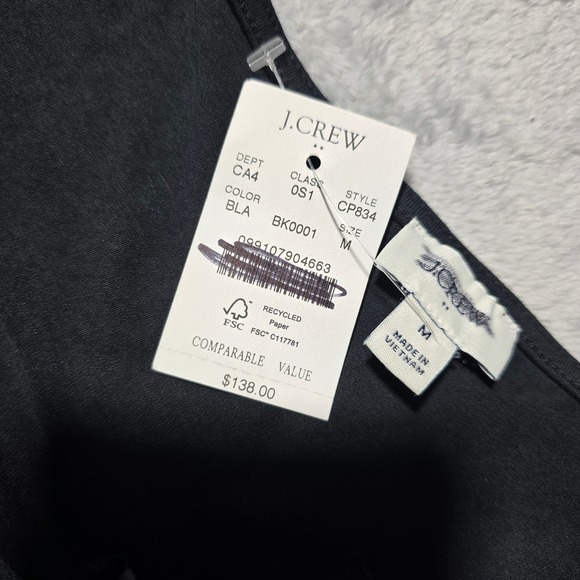 J.CREW
DEPT CLASS STYLE
CA4 0S1 CP834
COLOR SIZE
BLA BK0001 M
099107904663
FSC
RECYCLED
Paper
FSC™ C117781
COMPARABLE VALUE
$138.00
J.CREW
M
MADE IN
VIETNAM